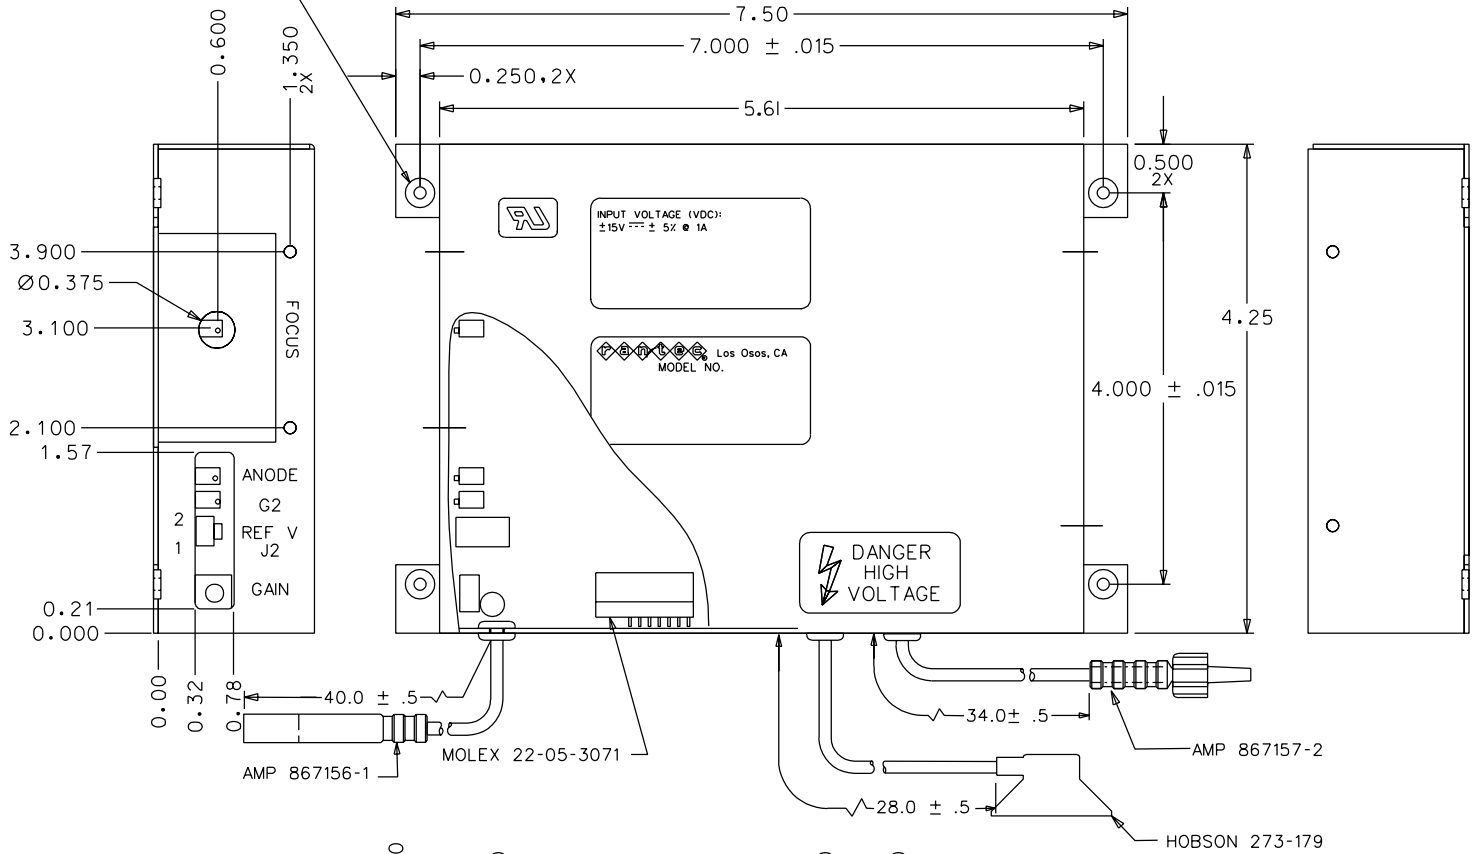 7.50
7.000 ± .015
0.250,2X
5.61
0.600
1.350
2X
3.900
Ø0.375
3.100
2.100
1.57
0.21
0.000
0.00
0.32
0.78
FOCUS
ANODE
G2
2
REF V
1
J2
GAIN
INPUT VOLTAGE (VDC):
±15V ⎓ ± 5% @ 1A
rantec Los Osos, CA
MODEL NO.
DANGER
HIGH
VOLTAGE
0.500
2X
4.25
4.000 ± .015
40.0 ± .5
34.0± .5
28.0 ± .5
AMP 867156-1
MOLEX 22-05-3071
AMP 867157-2
HOBSON 273-179